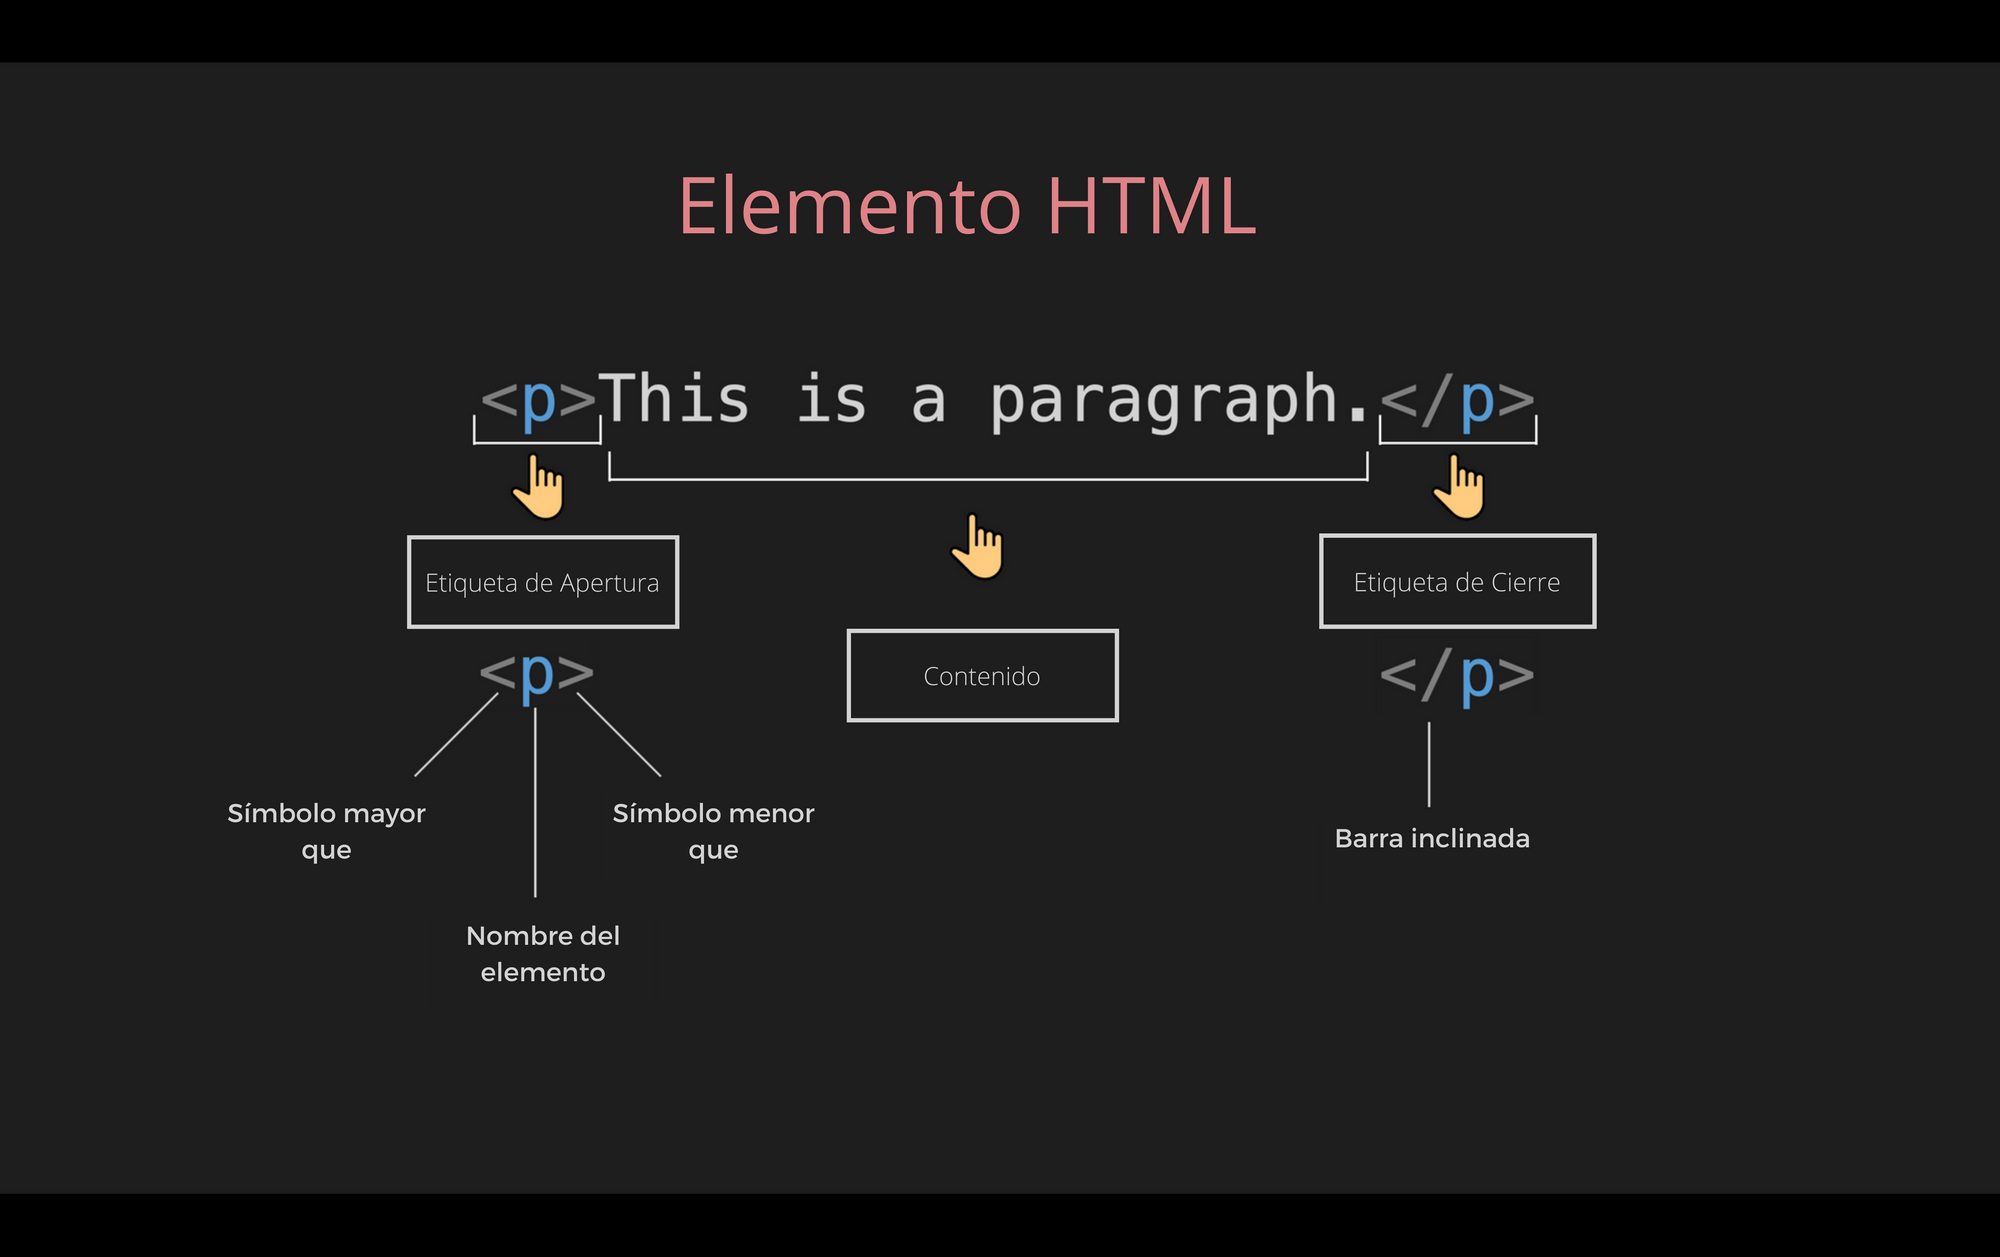 Elemento HTML
<p>This is a paragraph.</p>
Etiqueta de Apertura
Contenido
Etiqueta de Cierre
<p>
</p>
Símbolo mayor
que
Símbolo menor
que
Nombre del
elemento
Barra inclinada